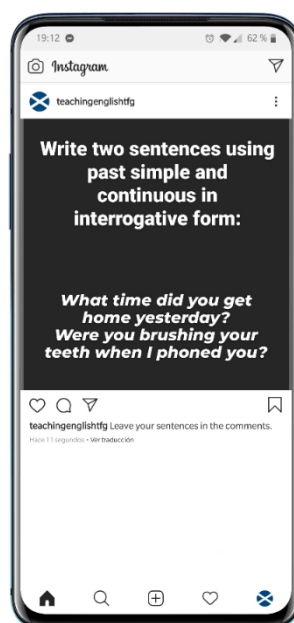 19:12
62 %
Instagram
teachingenglishtfg
Write two sentences using
past simple and
continuous in
interrogative form:
What time did you get
home yesterday?
Were you brushing your
teeth when I phoned you?
teachingenglishtfg Leave your sentences in the comments.
Hace 11 segundos • Ver traducción